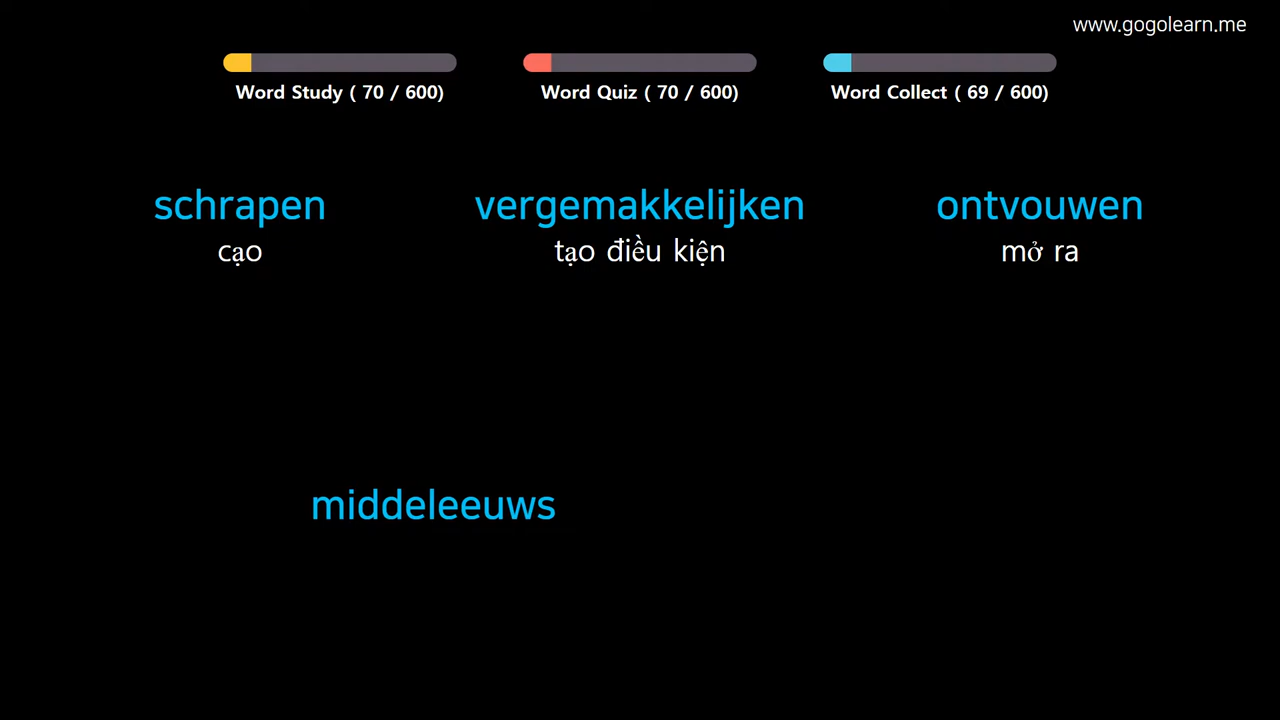 www.gogolearn.me
Word Study ( 70 / 600)
Word Quiz ( 70 / 600)
Word Collect ( 69 / 600)
schrapen
cạo
vergemakkelijken
tạo điều kiện
ontvouwen
mở ra
middeleeuws